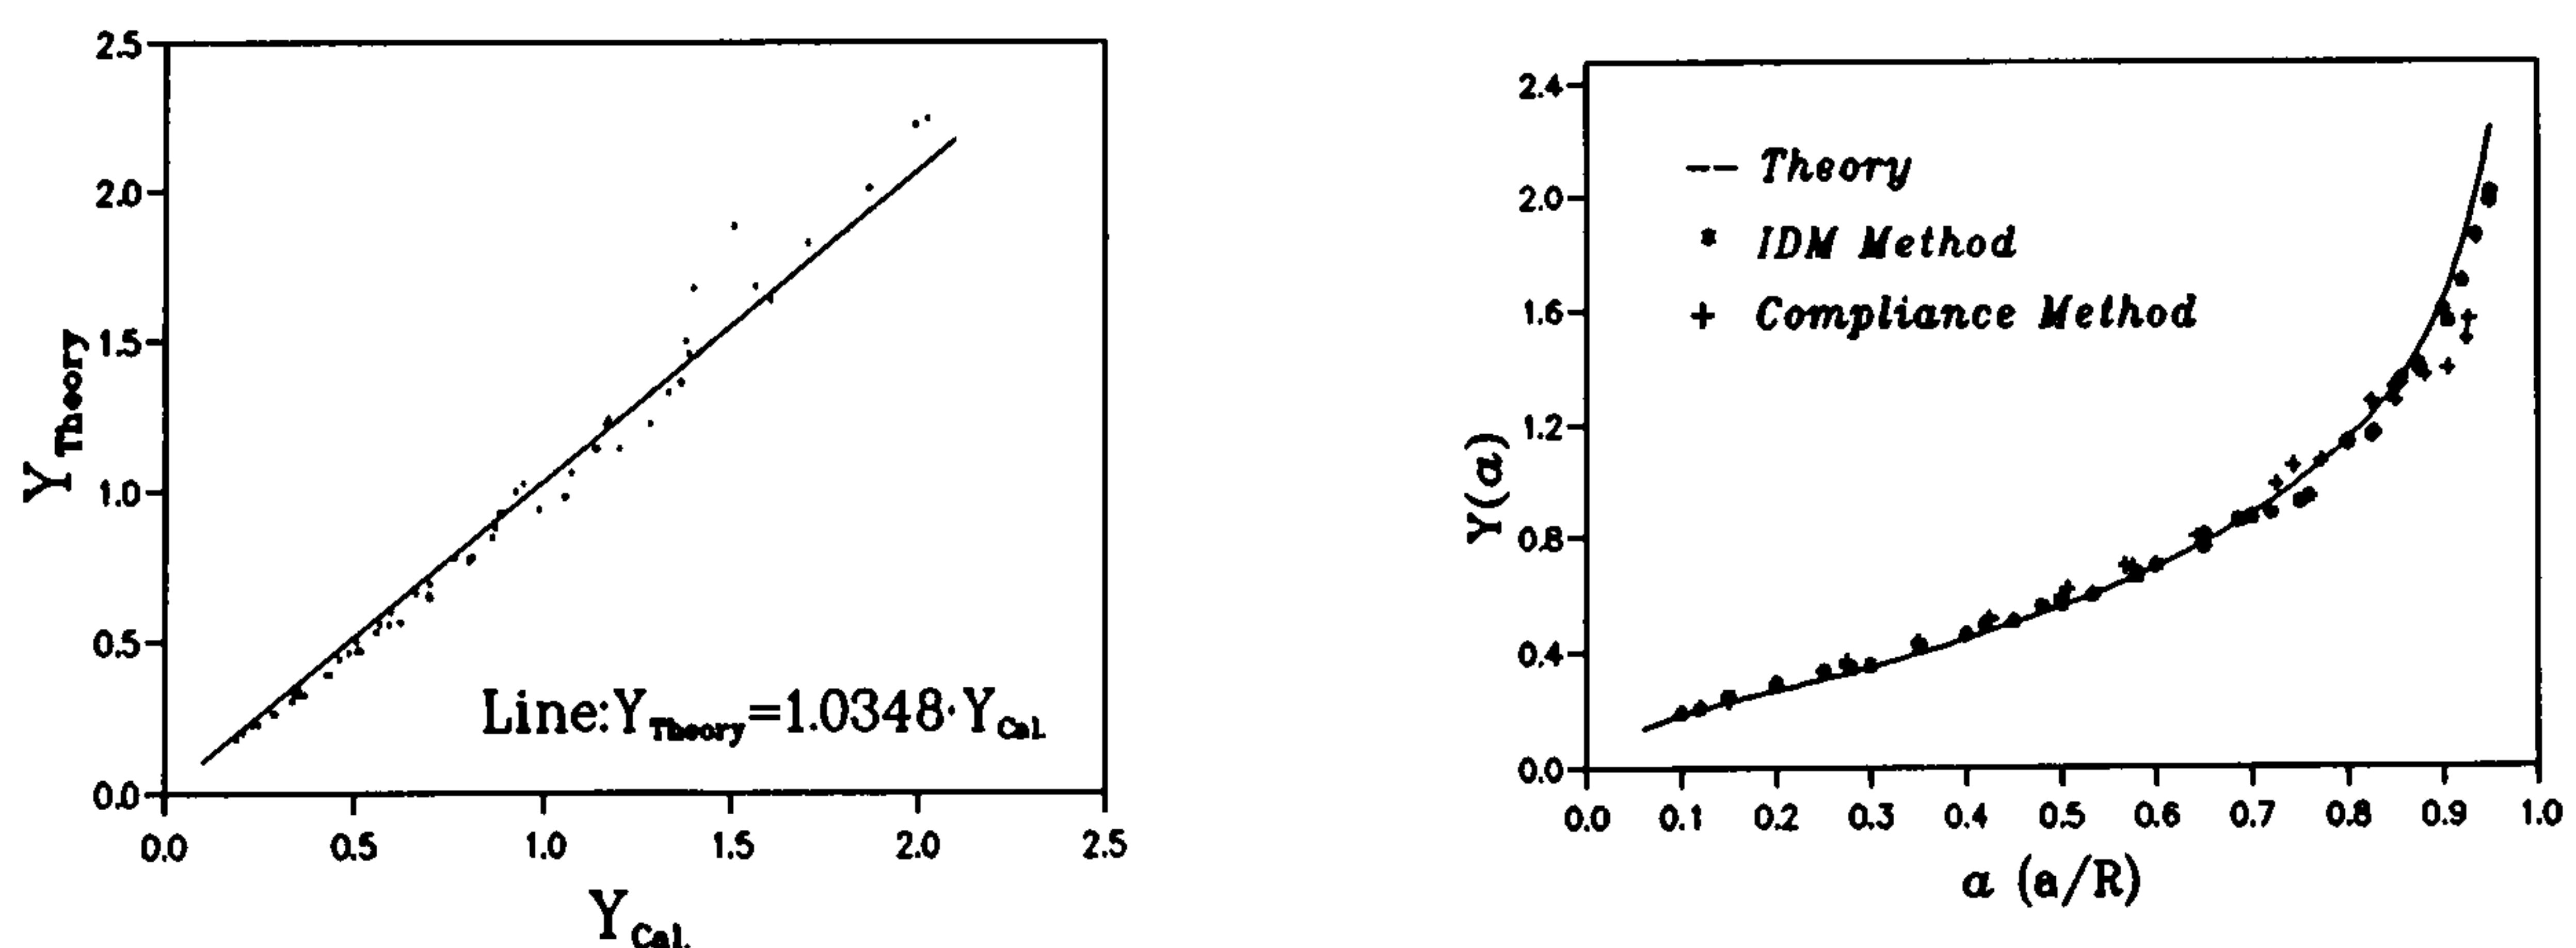 2.5
2.0
1.5
1.0
0.5
0.0
Y Theory
Line: Y Theory = 1.0348 · Y Cal.
0.0 0.5 1.0 1.5 2.0 2.5
Y Cal.
2.4
2.0
1.6
1.2
0.8
0.4
0.0
Y(a)
Theory
IDM Method
Compliance Method
0.0 0.1 0.2 0.3 0.4 0.5 0.6 0.7 0.8 0.9 1.0
a (a/R)